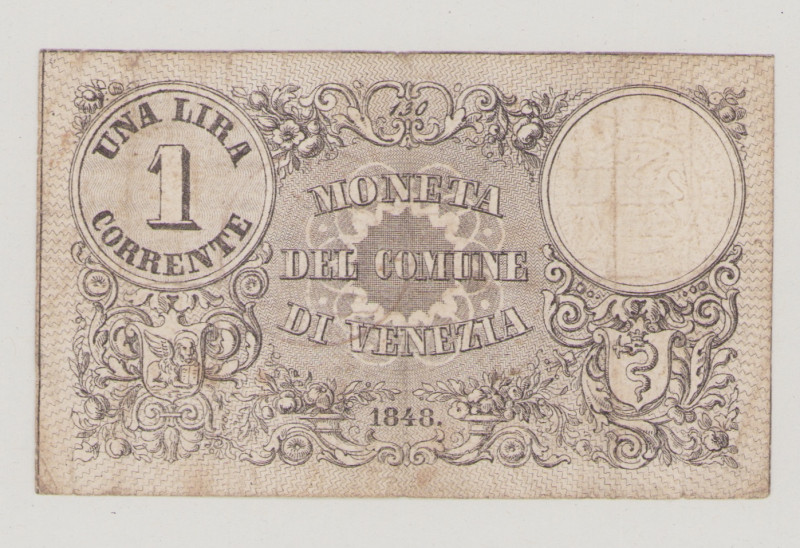 UNA LIRA
1
CORRENTE
130
MONETA
DEL COMUNE
DI VENEZIA
1848.